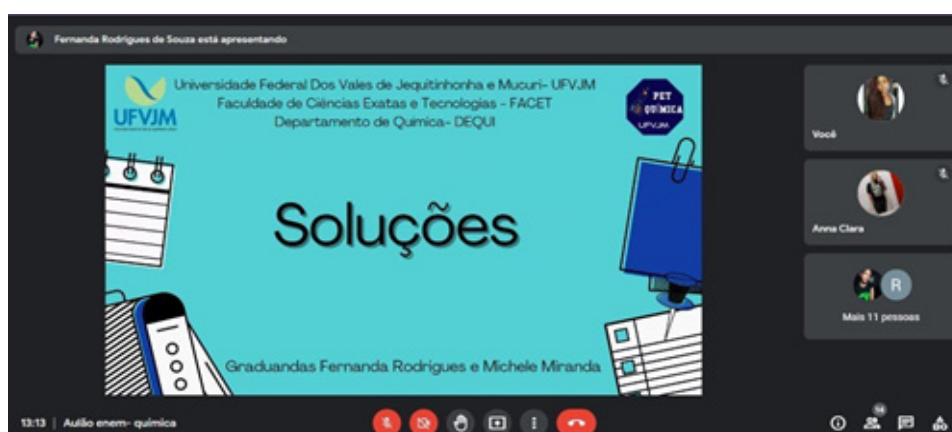 Fernanda Rodrigues de Souza está apresentando
Universidade Federal Dos Vales de Jequitinhonha e Mucuri- UFVJM
Faculdade de Ciências Exatas e Tecnologias - FACET
Departamento de Química- DEQUI
UFVJM
PET
QUÍMICA
UFVJM
Soluções
Graduandas Fernanda Rodrigues e Michele Miranda
Você
Anna Clara
R
Mais 11 pessoas
13:13 | Aulão enem- química
14